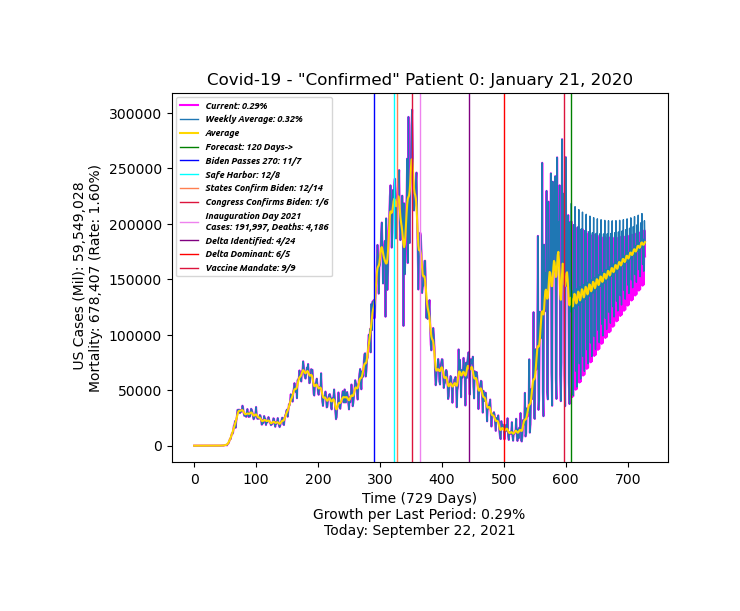 Covid-19 - "Confirmed" Patient 0: January 21, 2020
300000
250000
200000
150000
100000
50000
0
US Cases (Mil): 59,549,028
Mortality: 678,407 (Rate: 1.60%)
Current: 0.29%
Weekly Average: 0.32%
Average
Forecast: 120 Days->
Biden Passes 270: 11/7
Safe Harbor: 12/8
States Confirm Biden: 12/14
Congress Confirms Biden: 1/6
Inauguration Day 2021
Cases: 191,997, Deaths: 4,186
Delta Identified: 4/24
Delta Dominant: 6/5
Vaccine Mandate: 9/9
0 100 200 300 400 500 600 700
Time (729 Days)
Growth per Last Period: 0.29%
Today: September 22, 2021